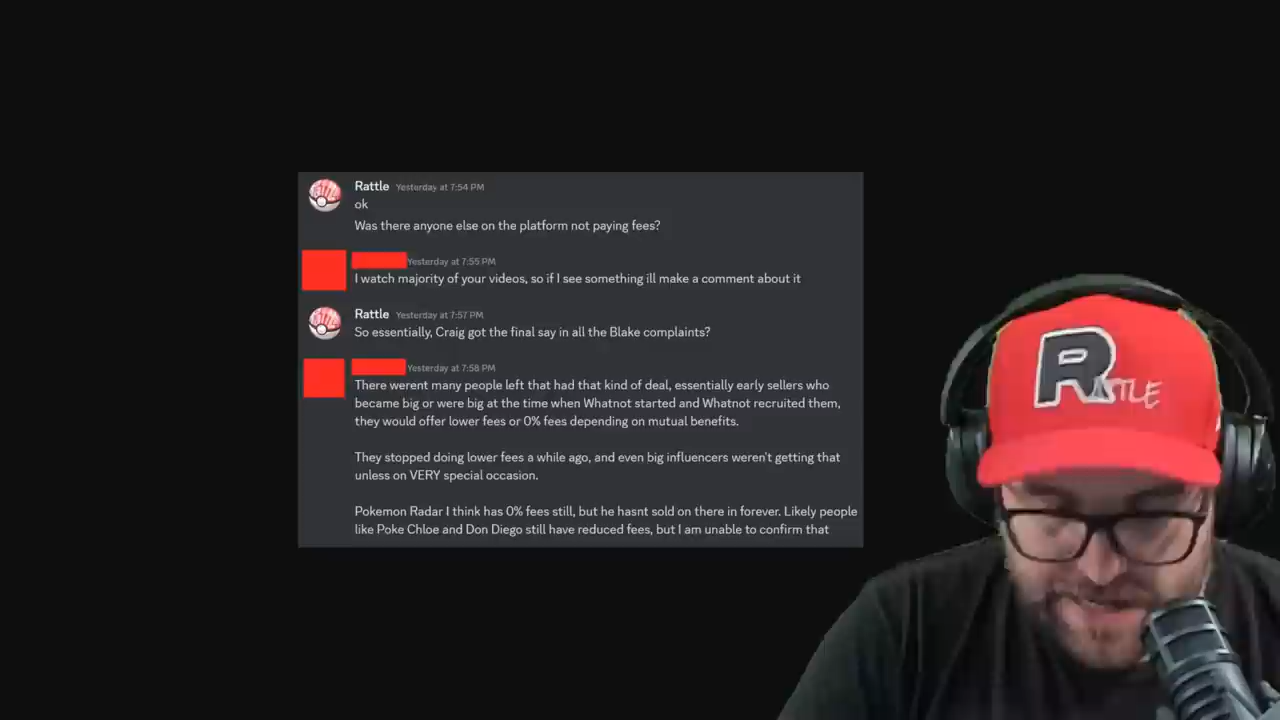 Rattle Yesterday at 7:54 PM
ok
Was there anyone else on the platform not paying fees?
Yesterday at 7:55 PM
I watch majority of your videos, so if I see something ill make a comment about it
Rattle Yesterday at 7:57 PM
So essentially, Craig got the final say in all the Blake complaints?
Yesterday at 7:58 PM
There werent many people left that had that kind of deal, essentially early sellers who
became big or were big at the time when Whatnot started and Whatnot recruited them,
they would offer lower fees or 0% fees depending on mutual benefits.
They stopped doing lower fees a while ago, and even big influencers weren't getting that
unless on VERY special occasion.
Pokemon Radar I think has 0% fees still, but he hasnt sold on there in forever. Likely people
like Poke Chloe and Don Diego still have reduced fees, but I am unable to confirm that
RATTLE